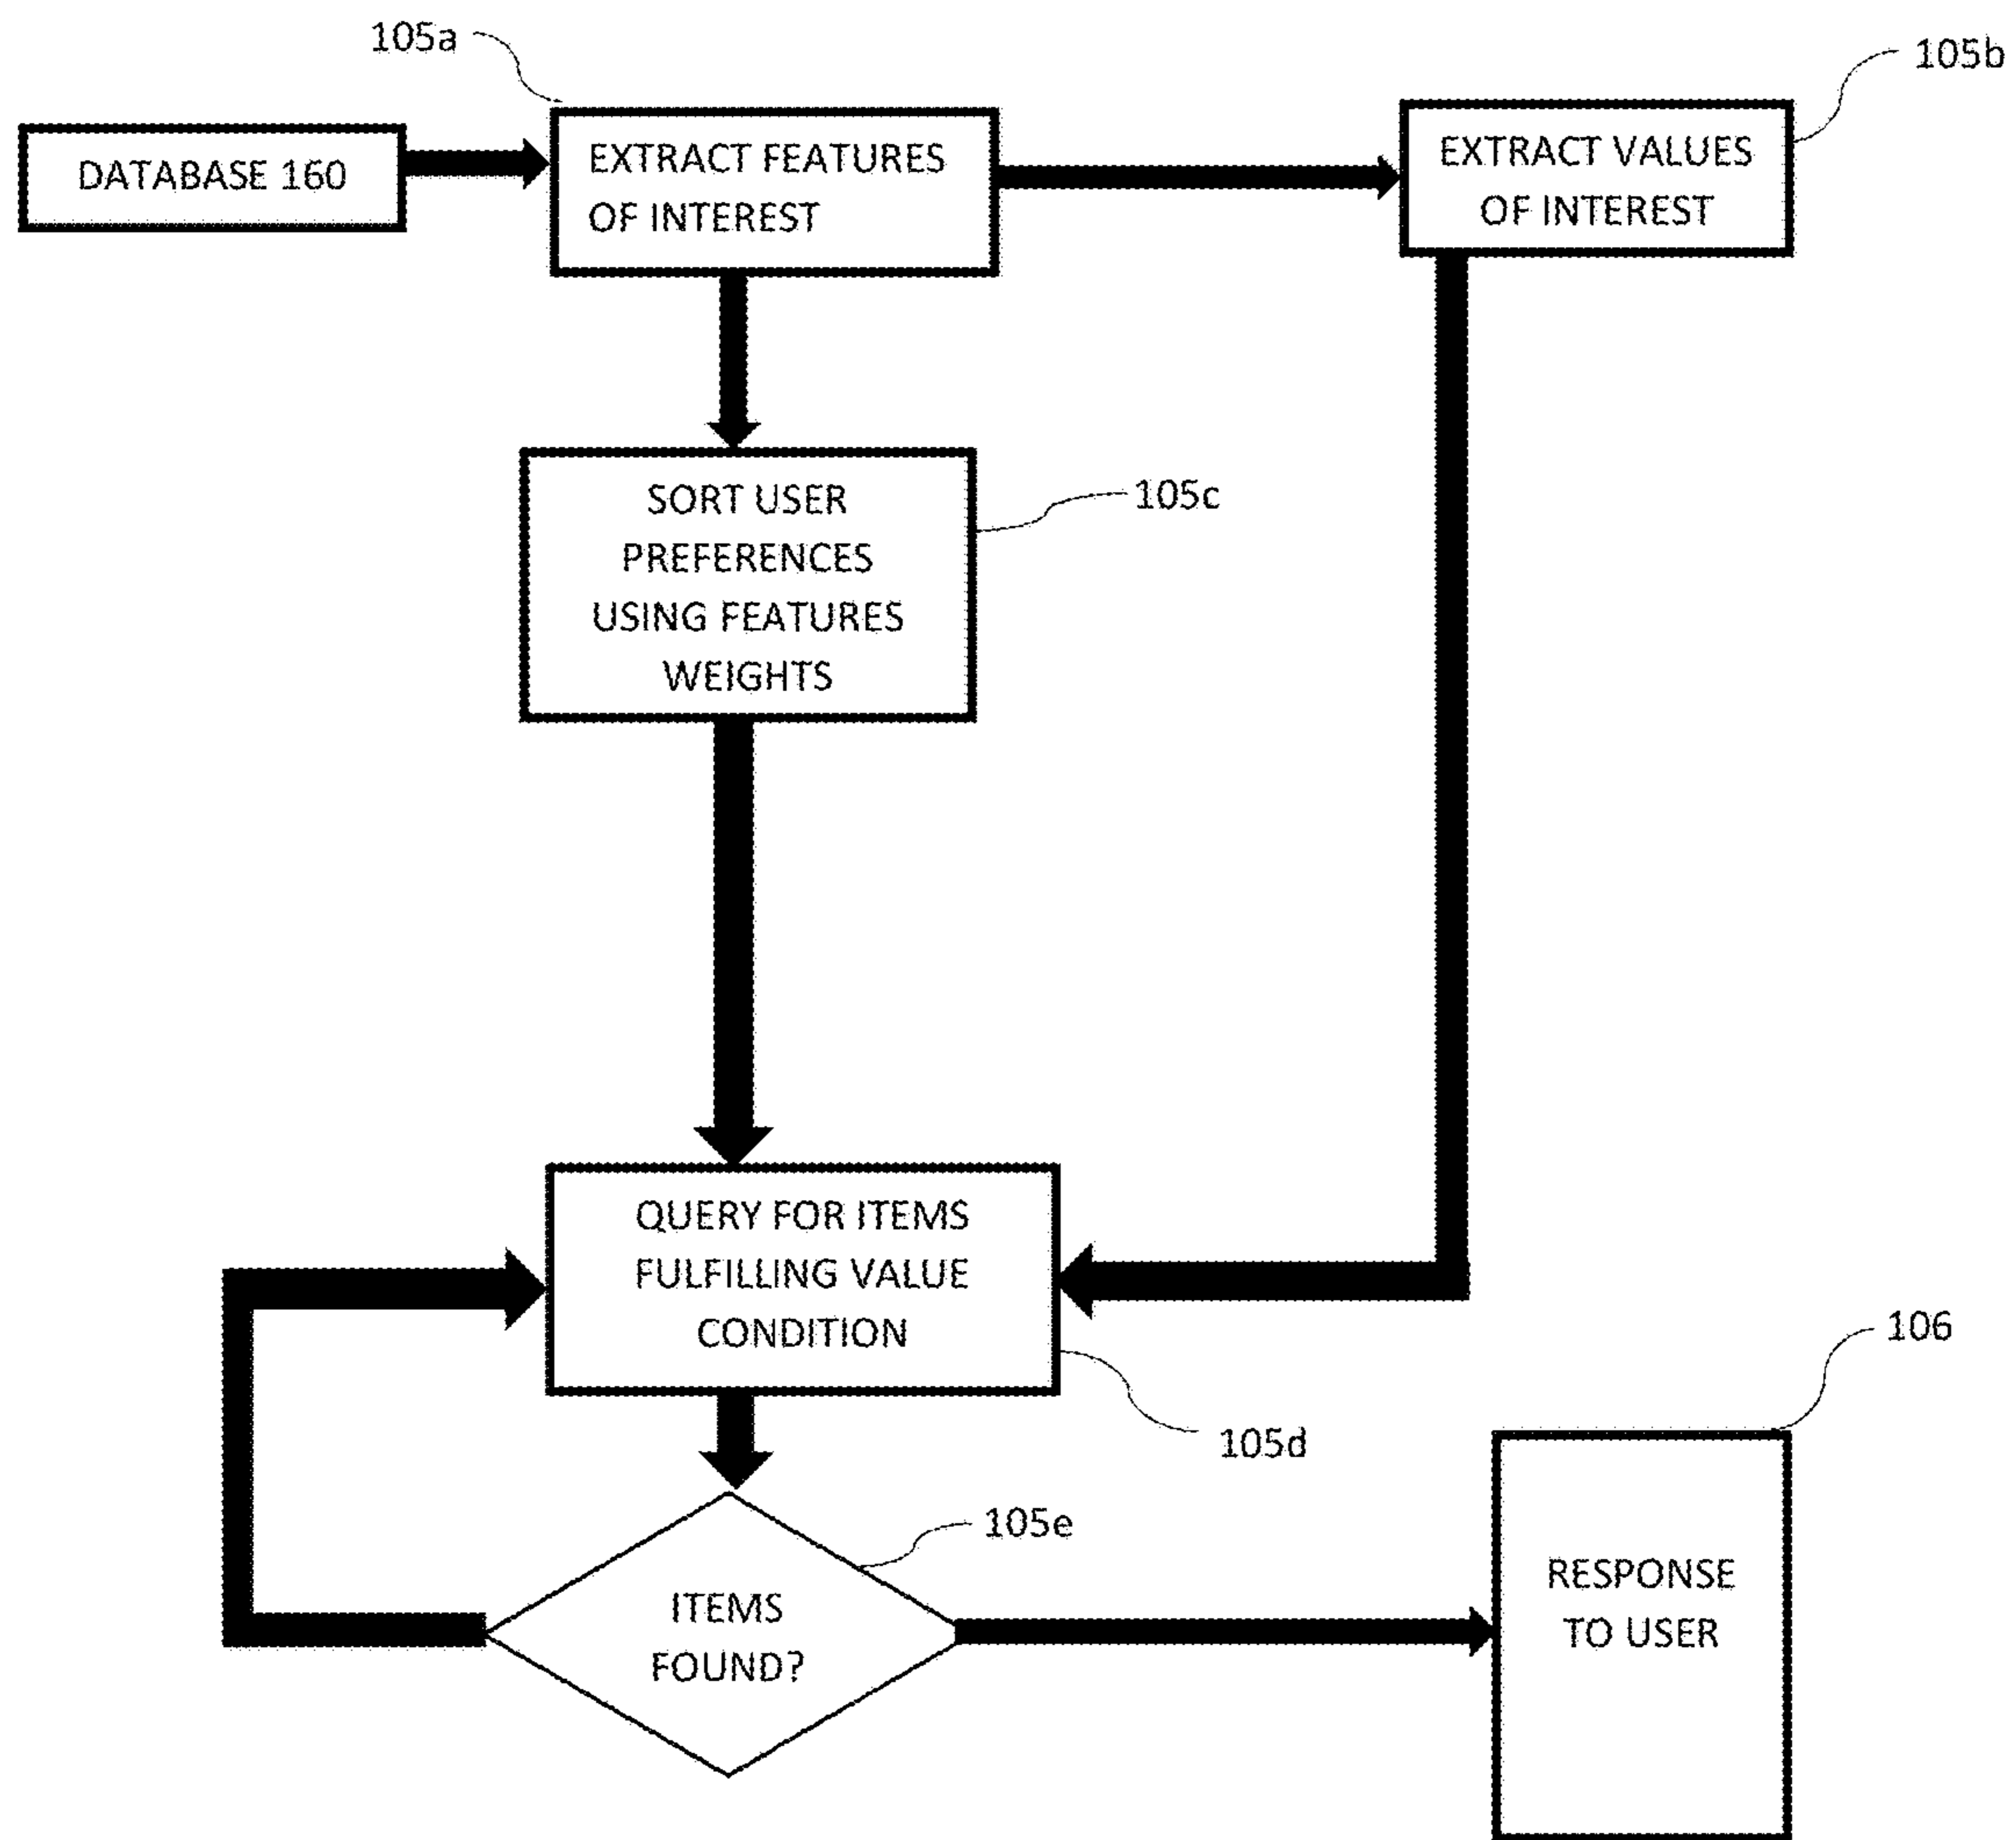 105a
105b
DATABASE 160
EXTRACT FEATURES
OF INTEREST
EXTRACT VALUES
OF INTEREST
SORT USER
PREFERENCES
USING FEATURES
WEIGHTS
105c
QUERY FOR ITEMS
FULFILLING VALUE
CONDITION
105d
106
105e
ITEMS
FOUND?
RESPONSE
TO USER